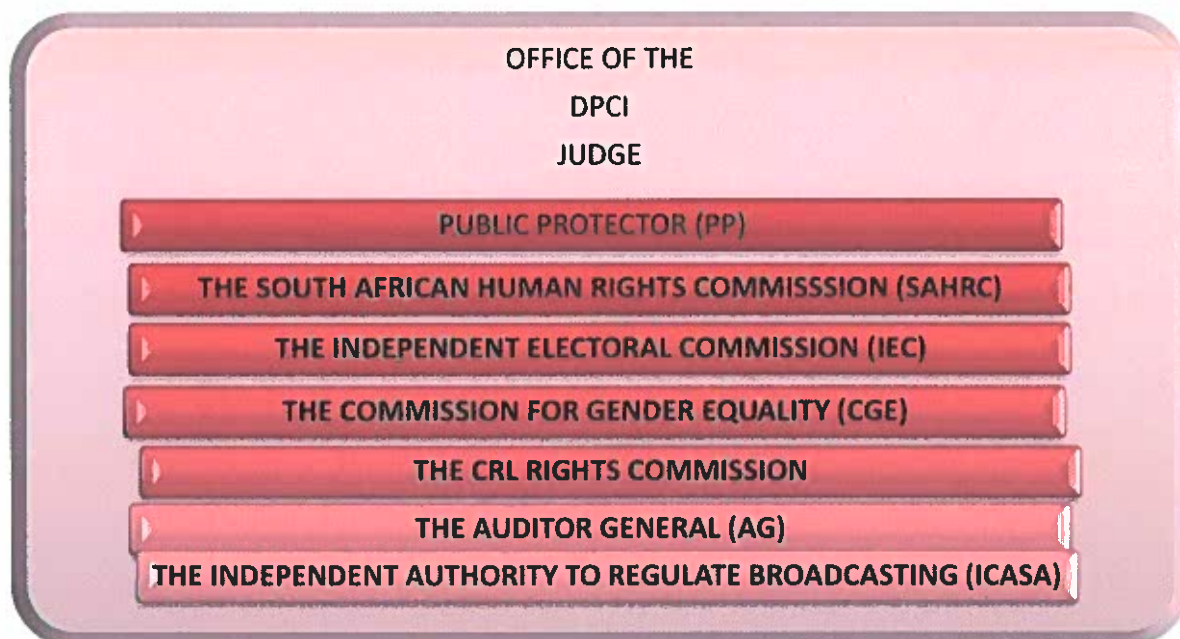 OFFICE OF THE
DPCI
JUDGE
PUBLIC PROTECTOR (PP)
THE SOUTH AFRICAN HUMAN RIGHTS COMMISSSION (SAHRC)
THE INDEPENDENT ELECTORAL COMMISSION (IEC)
THE COMMISSION FOR GENDER EQUALITY (CGE)
THE CRL RIGHTS COMMISSION
THE AUDITOR GENERAL (AG)
THE INDEPENDENT AUTHORITY TO REGULATE BROADCASTING (ICASA)